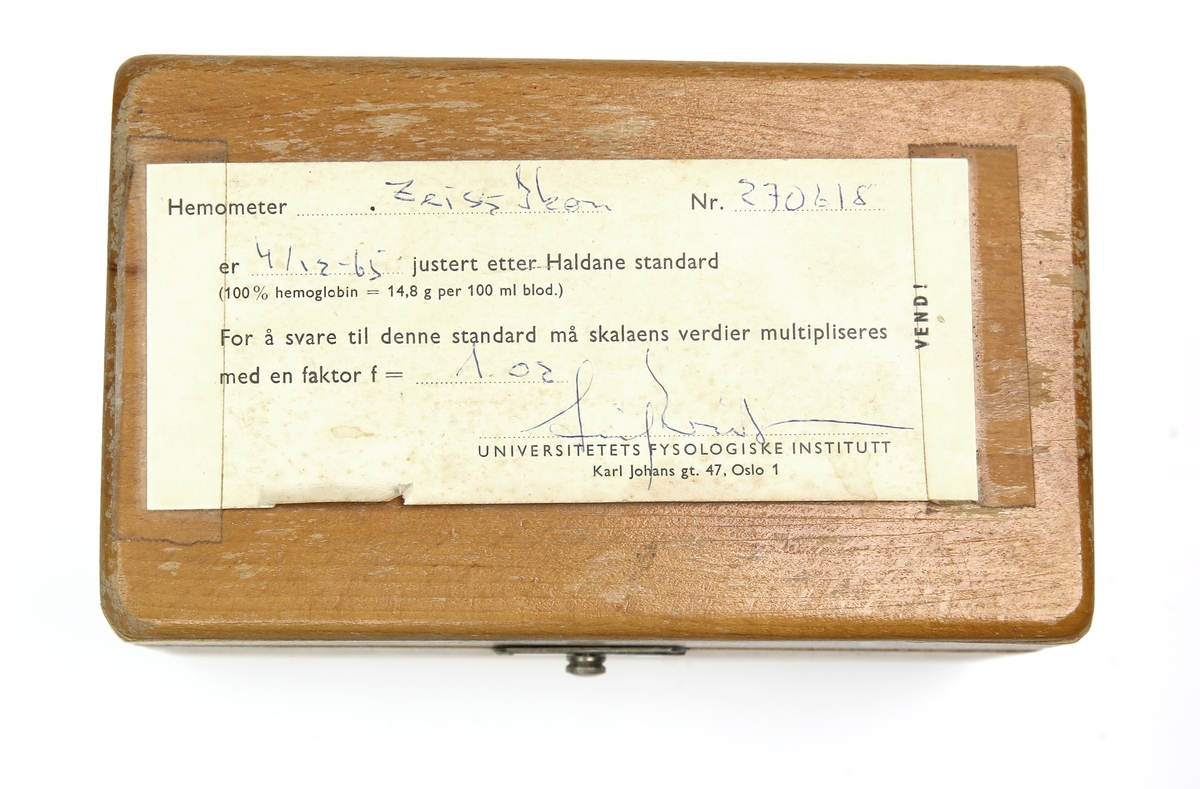 Hemometer Zeiss Ikon Nr. 270618
er 4/12-65 justert etter Haldane standard
(100% hemoglobin = 14,8 g per 100 ml blod.)
For å svare til denne standard må skalaens verdier multipliseres
med en faktor f = 1.02
UNIVERSITETETS FYSOLOGISKE INSTITUTT
Karl Johans gt. 47, Oslo 1
VEND!